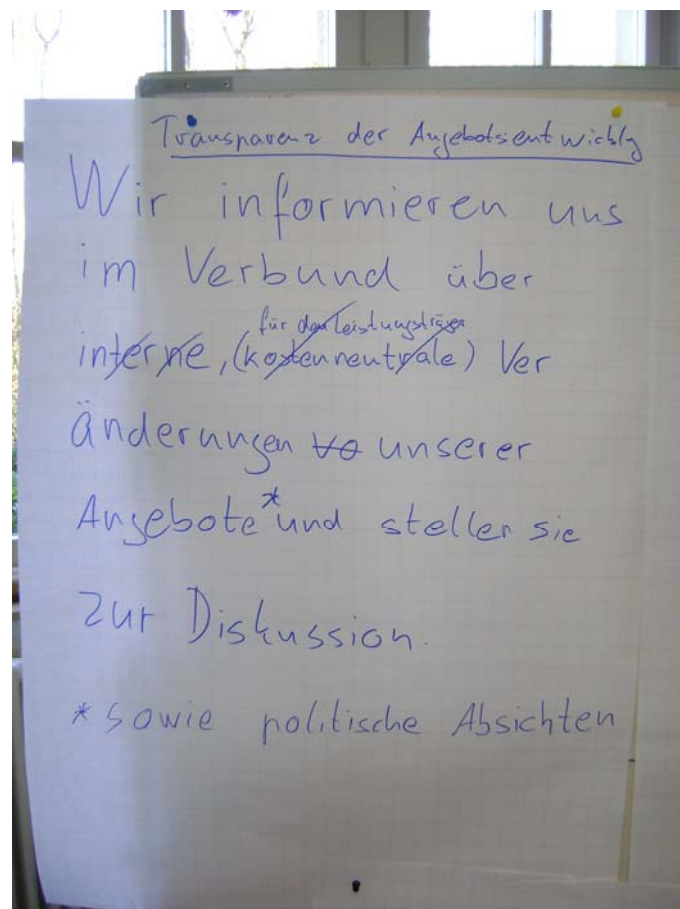 Transparenz der Angebotsentwicklg
Wir informieren uns
im Verbund über
für den Leistungsträger
interne, (kostenneutrale) Ver
änderungen vo unserer
Angebote* und stellen sie
zur Diskussion.
* sowie politische Absichten